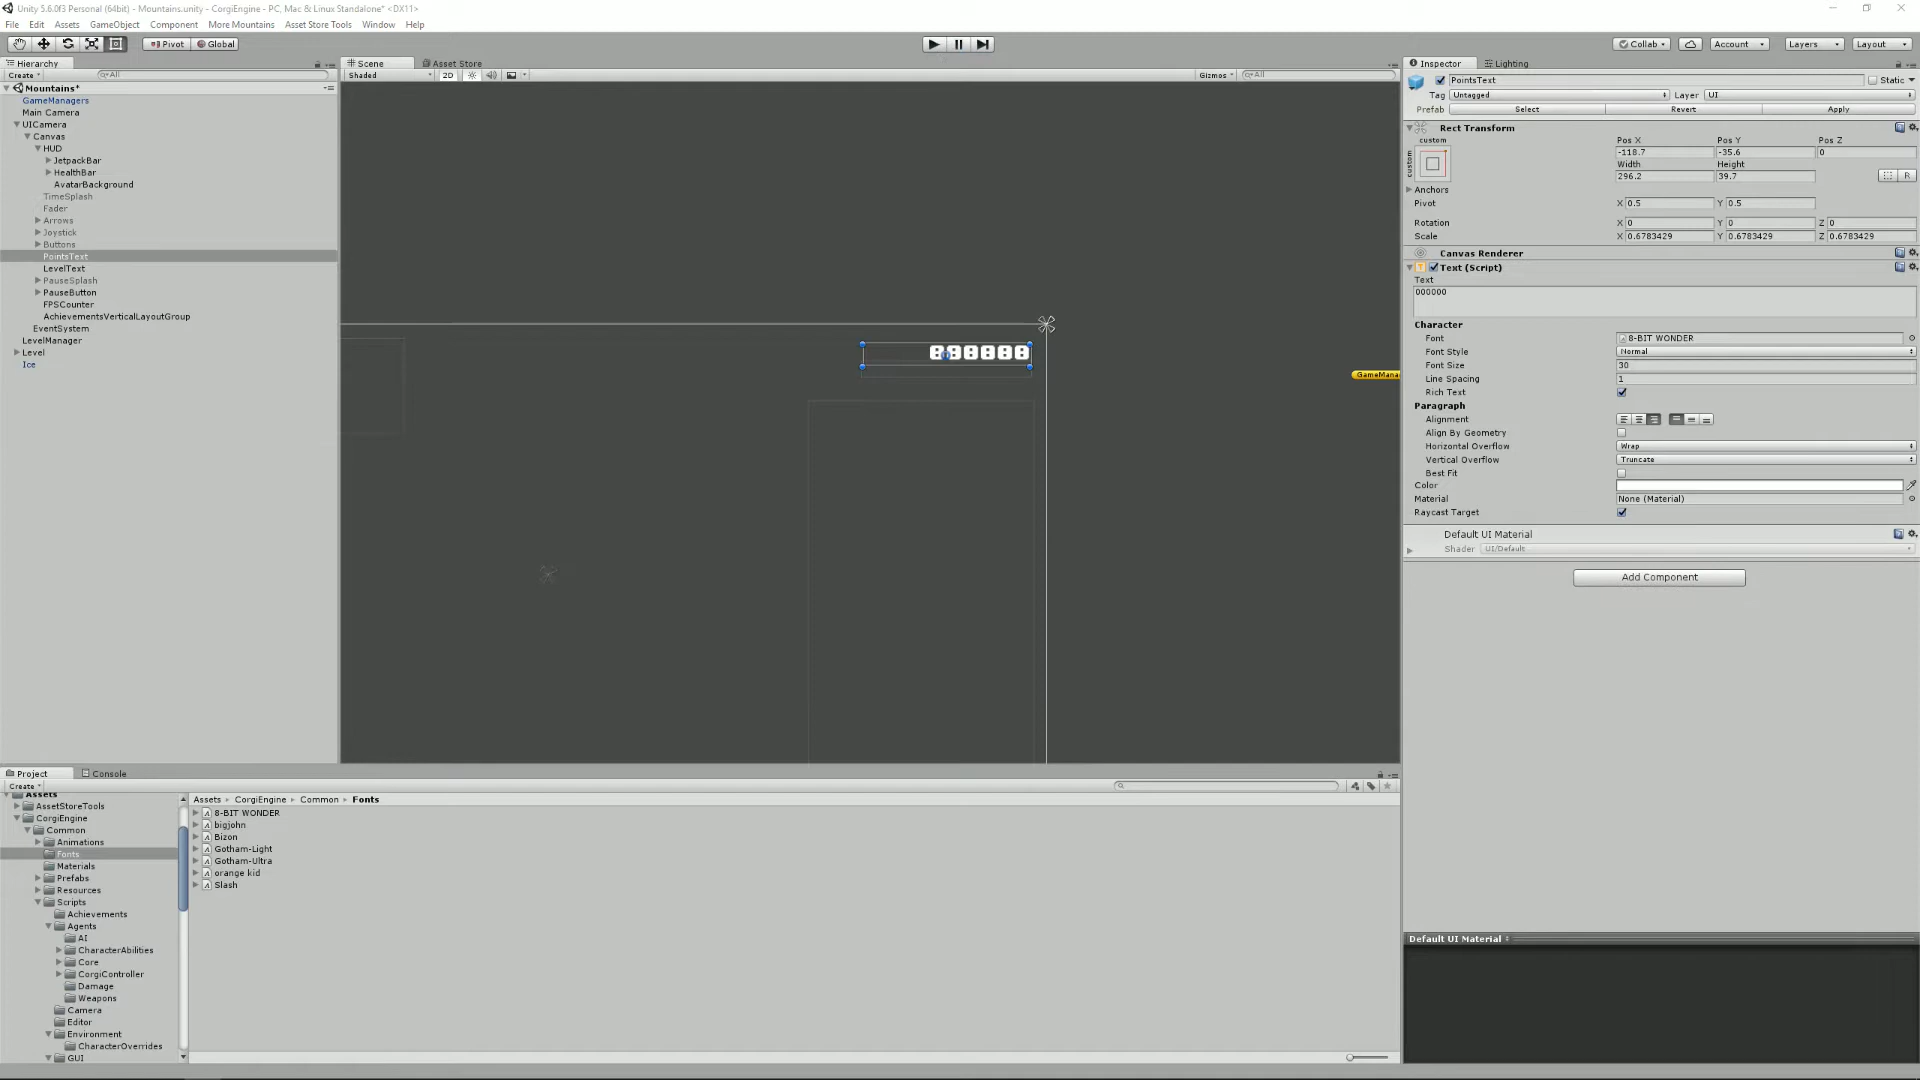 Unity 5.6.0f3 Personal (64bit) - Mountains.unity - CorgiEngine - PC, Mac & Linux Standalone* <DX11>
File Edit Assets GameObject Component More Mountains Asset Store Tools Window Help
Pivot Global
Collab Account Layers Layout
Hierarchy
Create All
Mountains*
GameManagers
Main Camera
UICamera
Canvas
HUD
JetpackBar
HealthBar
AvatarBackground
TimeSplash
Fader
Arrows
Joystick
Buttons
PointsText
LevelText
PauseSplash
PauseButton
FPSCounter
AchievementsVerticalLayoutGroup
EventSystem
LevelManager
Level
Ice
Scene Asset Store
Shaded 2D Gizmos All
000000
GameMana
Inspector Lighting
PointsText Static
Tag Untagged Layer UI
Prefab Select Revert Apply
Rect Transform
custom Pos X Pos Y Pos Z
custom
-118.7 -35.6 0
Width Height
296.2 39.7 R
Anchors
Pivot X 0.5 Y 0.5
Rotation X 0 Y 0 Z 0
Scale X 0.6783429 Y 0.6783429 Z 0.6783429
Canvas Renderer
Text (Script)
Text
000000
Character
Font 8-BIT WONDER
Font Style Normal
Font Size 30
Line Spacing 1
Rich Text
Paragraph
Alignment
Align By Geometry
Horizontal Overflow Wrap
Vertical Overflow Truncate
Best Fit
Color
Material None (Material)
Raycast Target
Default UI Material
Shader UI/Default
Add Component
Default UI Material
Project Console
Create
Assets
AssetStoreTools
CorgiEngine
Common
Animations
Fonts
Materials
Prefabs
Resources
Scripts
Achievements
Agents
AI
CharacterAbilities
Core
CorgiController
Damage
Weapons
Camera
Editor
Environment
CharacterOverrides
GUI
Assets CorgiEngine Common Fonts
8-BIT WONDER
bigjohn
Bizon
Gotham-Light
Gotham-Ultra
orange kid
Slash